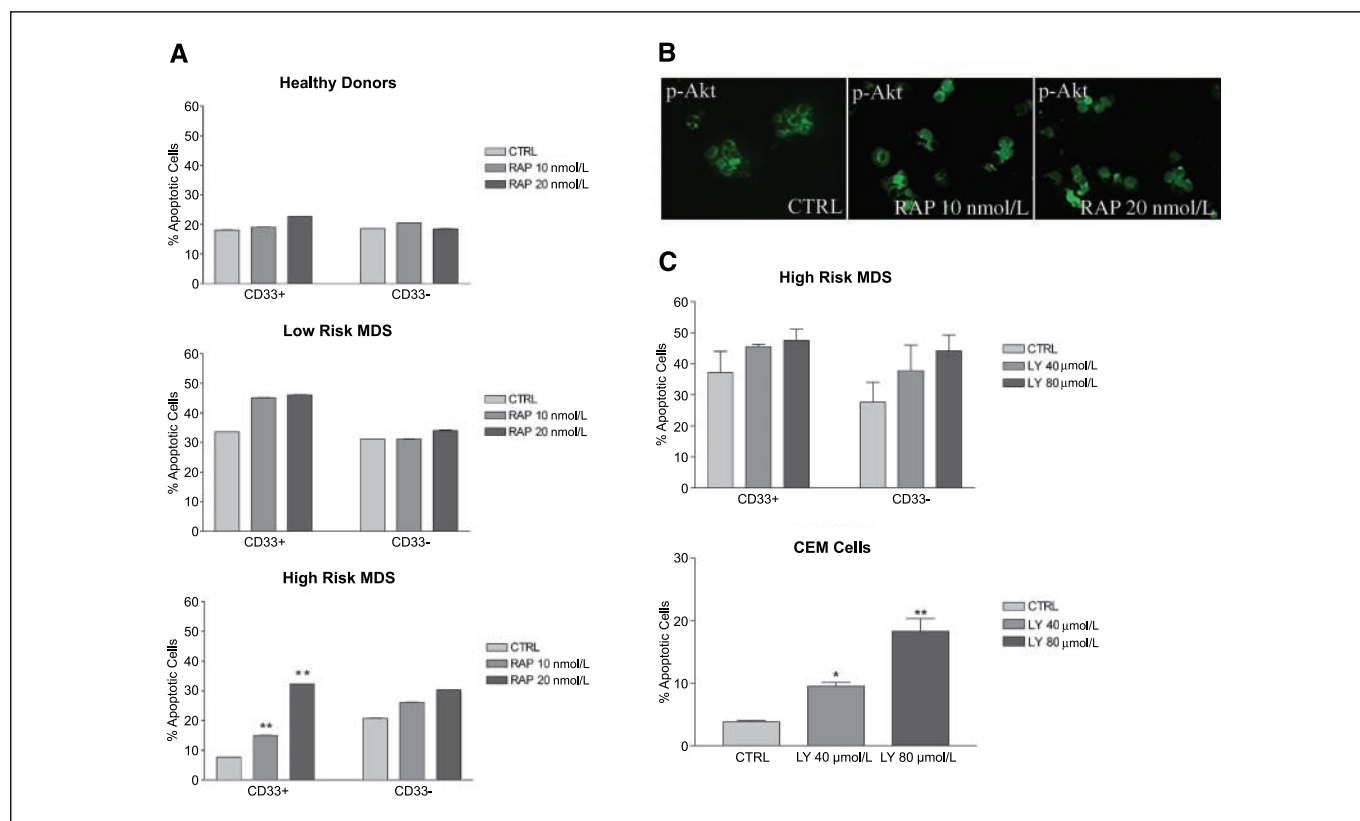 A
Healthy Donors
% Apoptotic Cells
60
50
40
30
20
10
0
CD33+ CD33-
CTRL
RAP 10 nmol/L
RAP 20 nmol/L
Low Risk MDS
% Apoptotic Cells
60
50
40
30
20
10
0
CD33+ CD33-
CTRL
RAP 10 nmol/L
RAP 20 nmol/L
High Risk MDS
% Apoptotic Cells
60
50
40
30
20
10
0
** **
CD33+ CD33-
CTRL
RAP 10 nmol/L
RAP 20 nmol/L
B
p-Akt p-Akt p-Akt
CTRL RAP 10 nmol/L RAP 20 nmol/L
C
High Risk MDS
% Apoptotic Cells
60
50
40
30
20
10
0
CD33+ CD33-
CTRL
LY 40 μmol/L
LY 80 μmol/L
CEM Cells
% Apoptotic Cells
30
20
10
0
* **
CTRL LY 40 μmol/L LY 80 μmol/L
CTRL
LY 40 μmol/L
LY 80 μmol/L